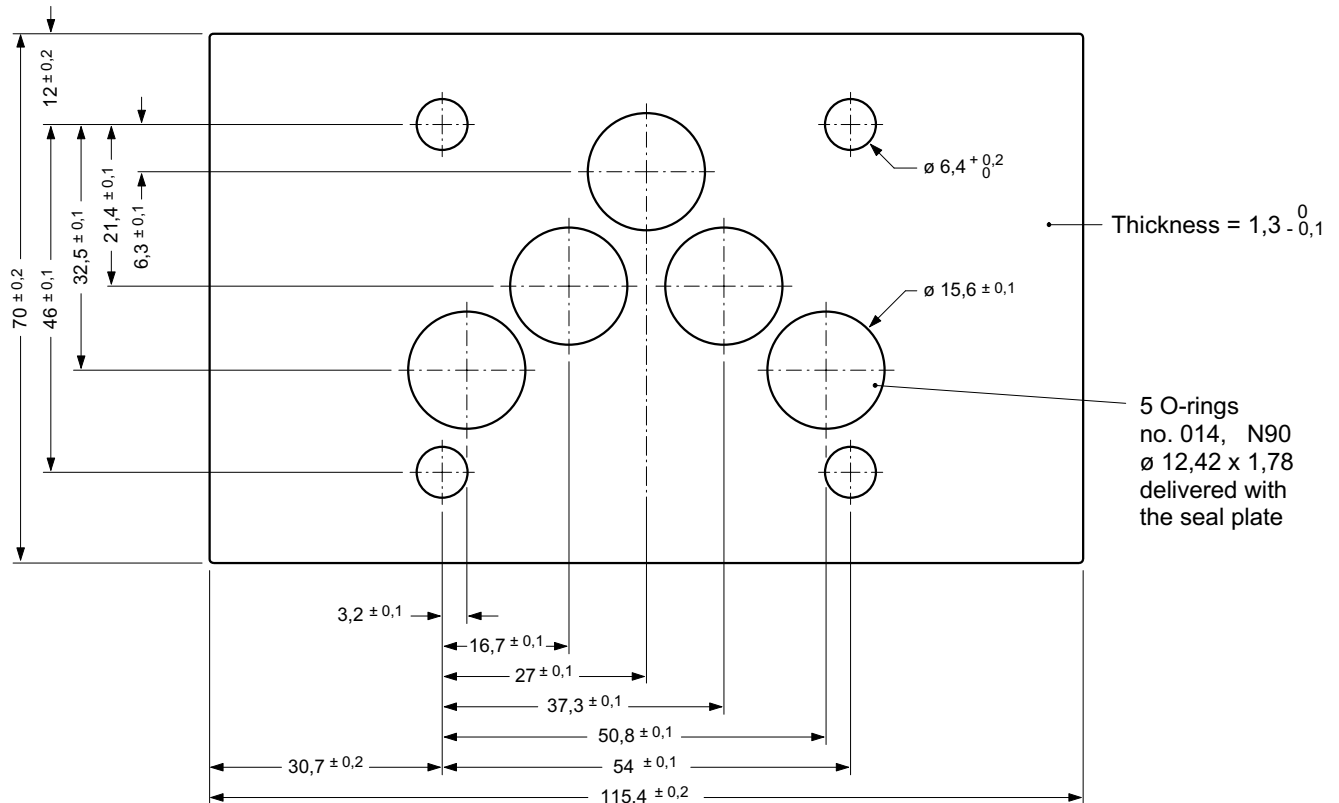 12 ± 0,2
70 ± 0,2
46 ± 0,1
32,5 ± 0,1
21,4 ± 0,1
6,3 ± 0,1
ø 6,4 + 0,2
0
Thickness = 1,3 0
- 0,1
ø 15,6 ± 0,1
5 O-rings
no. 014, N90
ø 12,42 x 1,78
delivered with
the seal plate
3,2 ± 0,1
16,7 ± 0,1
27 ± 0,1
37,3 ± 0,1
50,8 ± 0,1
30,7 ± 0,2
54 ± 0,1
115,4 ± 0,2